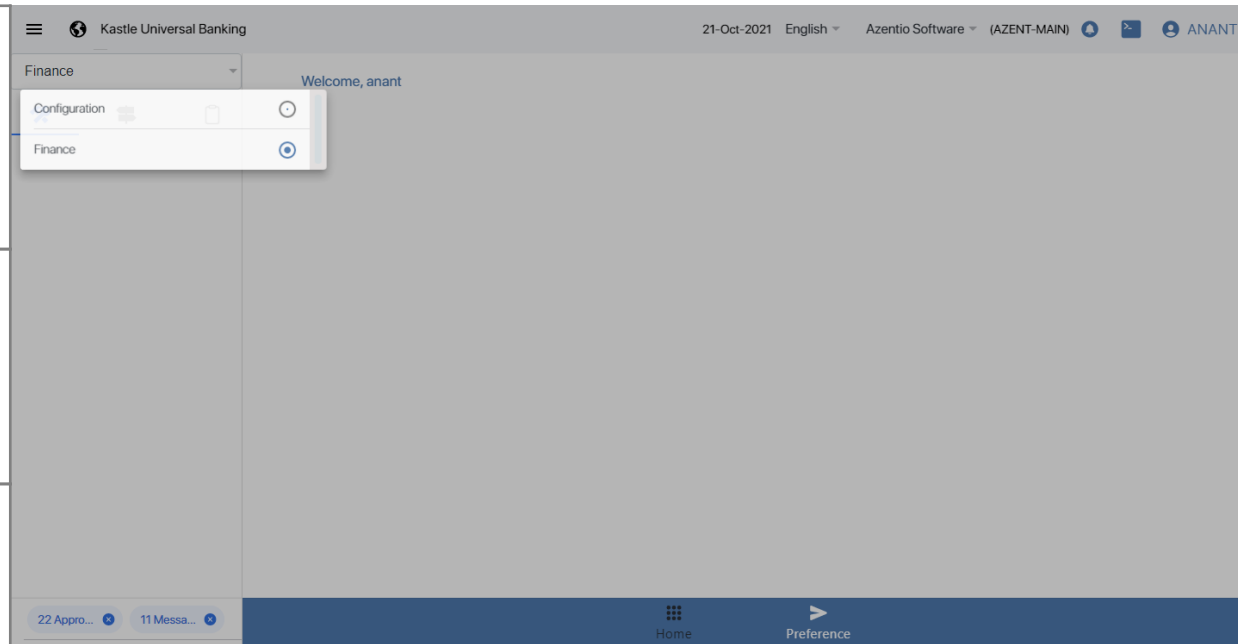 Kastle Universal Banking 21-Oct-2021 English Azentio Software (AZENT-MAIN) ANANT
Finance
Welcome, anant
Configuration
Finance
22 Appro... 11 Messa...
Home Preference